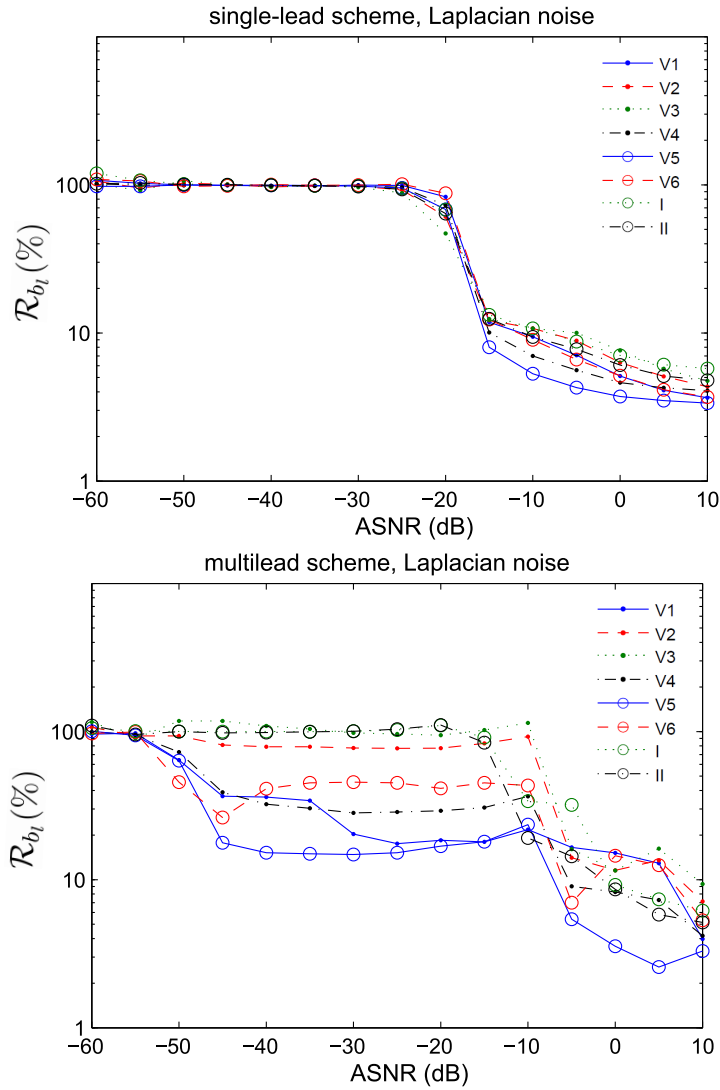 single-lead scheme, Laplacian noise
V1
V2
V3
V4
V5
V6
I
II
100
10
1
R_{b_l} (%)
−60 −50 −40 −30 −20 −10 0 10
ASNR (dB)
multilead scheme, Laplacian noise
V1
V2
V3
V4
V5
V6
I
II
100
10
1
R_{b_l} (%)
−60 −50 −40 −30 −20 −10 0 10
ASNR (dB)